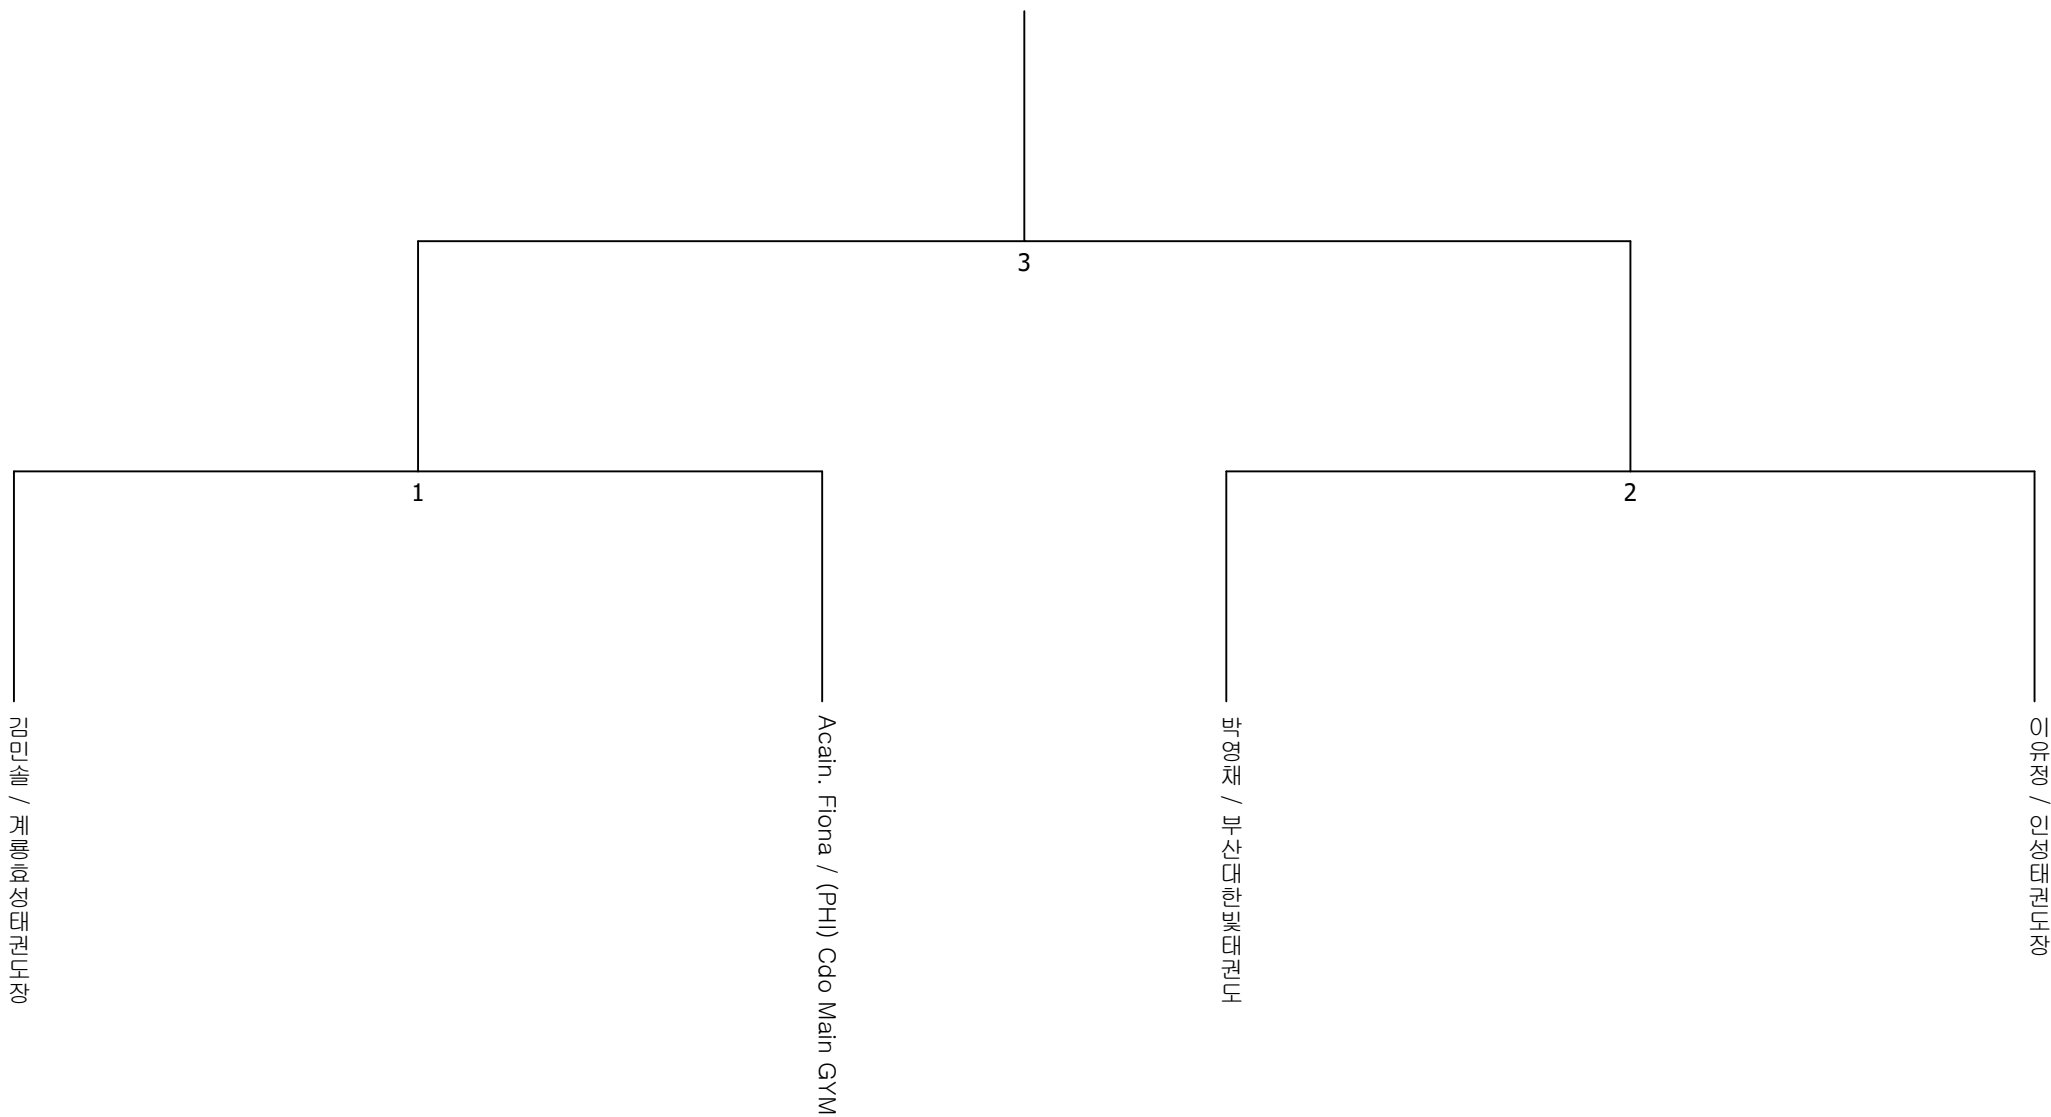 3
1
2
김민솔 / 계룡효성태권도장
Acain. Fiona / (PHI) Cdo Main GYM
박영채 / 부산대한빛태권도
이유정 / 인성태권도장